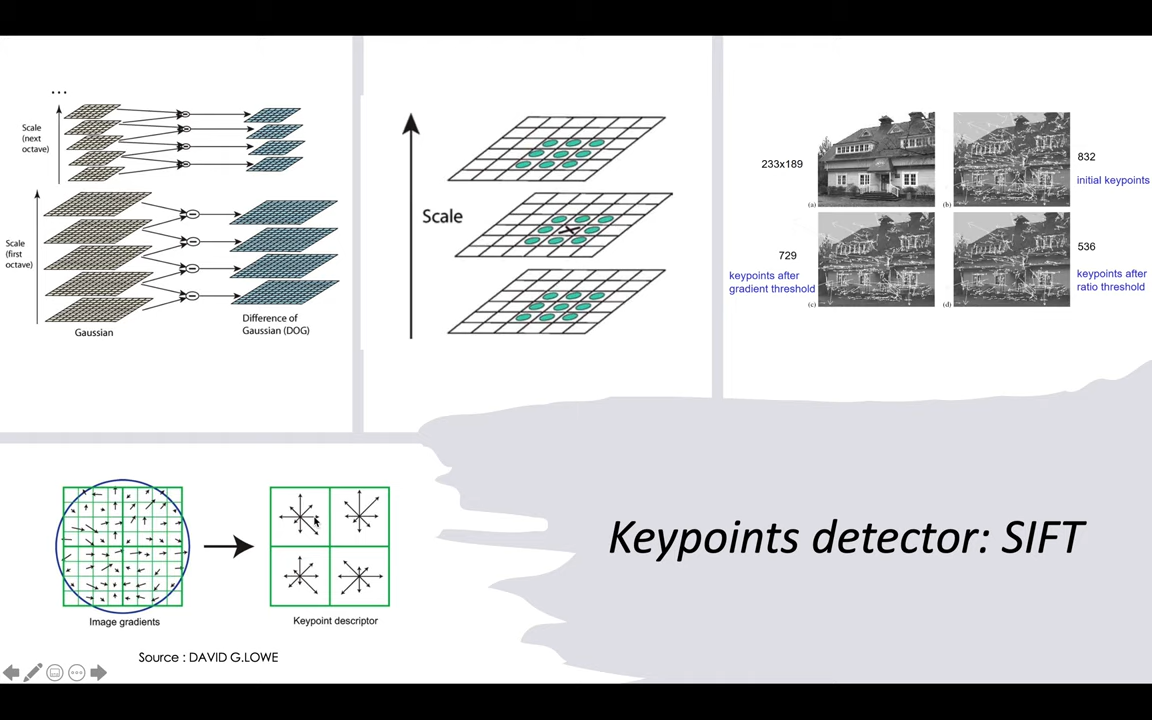 ...
Scale
(next
octave)
Scale
(first
octave)
Gaussian
Difference of
Gaussian (DOG)
Scale
233x189
(a)
(b)
832
initial keypoints
729
keypoints after
gradient threshold
(c)
(d)
536
keypoints after
ratio threshold
Image gradients
Keypoint descriptor
Source : DAVID G.LOWE
Keypoints detector: SIFT